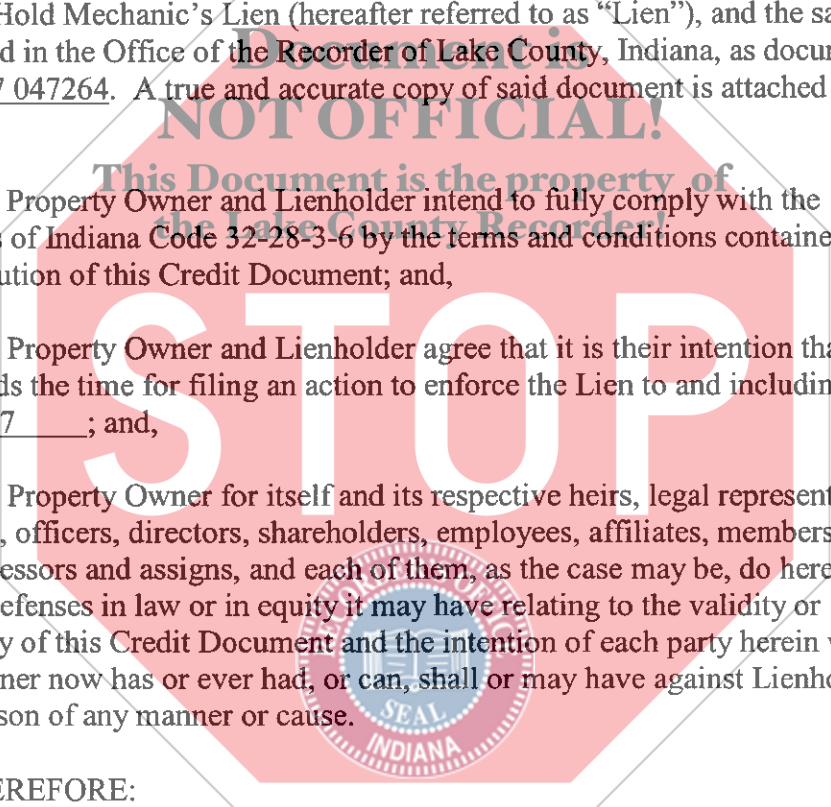 Hold Mechanic's Lien (hereafter referred to as "Lien"), and the sa
d in the Office of the Recorder of Lake County, Indiana, as docum
Document is
7 047264. A true and accurate copy of said document is attached
NOT OFFICIAL!
This Document is the property of
Property Owner and Lienholder intend to fully comply with the
the Lake County Recorder!
s of Indiana Code 32-28-3-6 by the terms and conditions containe
ution of this Credit Document; and,
STOP
Property Owner and Lienholder agree that it is their intention tha
ds the time for filing an action to enforce the Lien to and includin
7 ; and,
Property Owner for itself and its respective heirs, legal represent
, officers, directors, shareholders, employees, affiliates, members
essors and assigns, and each of them, as the case may be, do here
efenses in law or in equity it may have relating to the validity or
y of this Credit Document and the intention of each party herein
ner now has or ever had, or can, shall or may have against Lienho
son of any manner or cause.
SEAL
INDIANA
EREFORE: